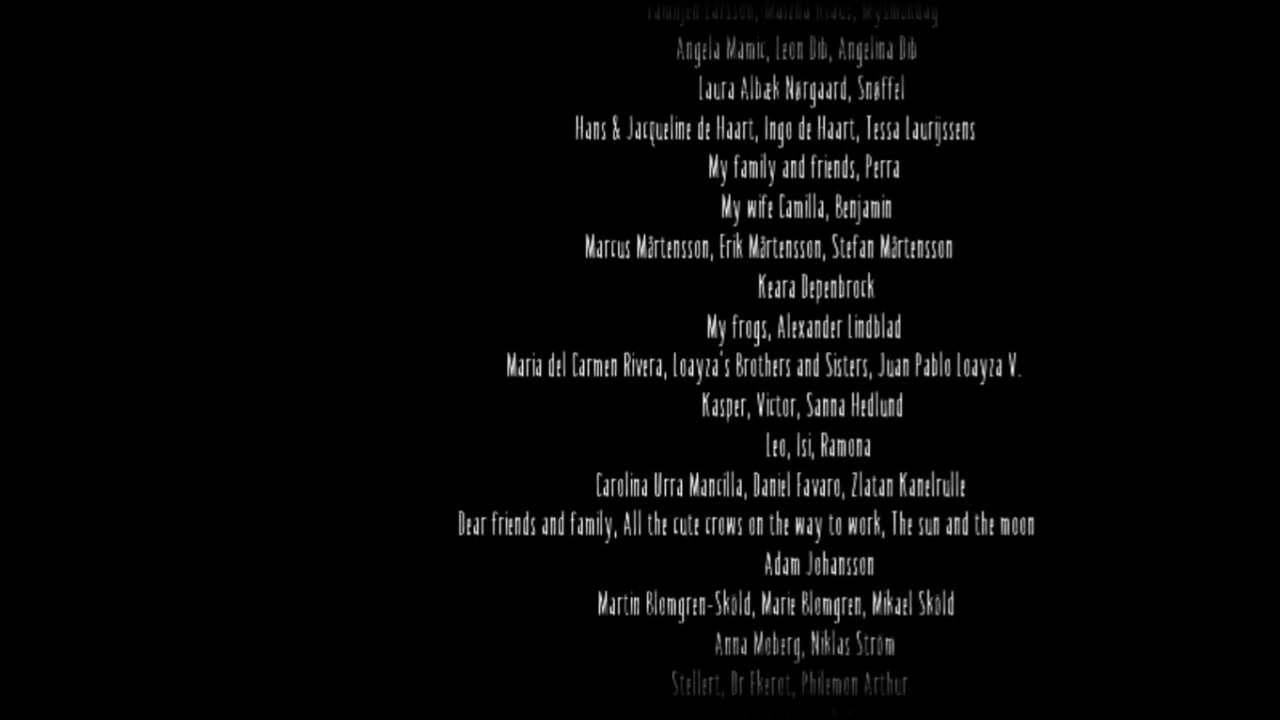 Angela Mamic, Leon Dib, Angelina Dib
Laura Albæk Nørgaard, Snøffel
Hans & Jacqueline de Haart, Ingo de Haart, Tessa Laurijssens
My family and friends, Perra
My wife Camilla, Benjamin
Marcus Mårtensson, Erik Mårtensson, Stefan Mårtensson
Keara Depenbrock
My frogs, Alexander Lindblad
Maria del Carmen Rivera, Loayza's Brothers and Sisters, Juan Pablo Loayza V.
Kasper, Victor, Sanna Hedlund
Leo, Isi, Ramona
Carolina Urra Mancilla, Daniel Favaro, Zlatan Kanelrulle
Dear friends and family, All the cute crows on the way to work, The sun and the moon
Adam Johansson
Martin Blomgren-Sköld, Marie Blomgren, Mikael Sköld
Anna Moberg, Niklas Ström
Stellert, Dr Ekerot, Philemon Arthur